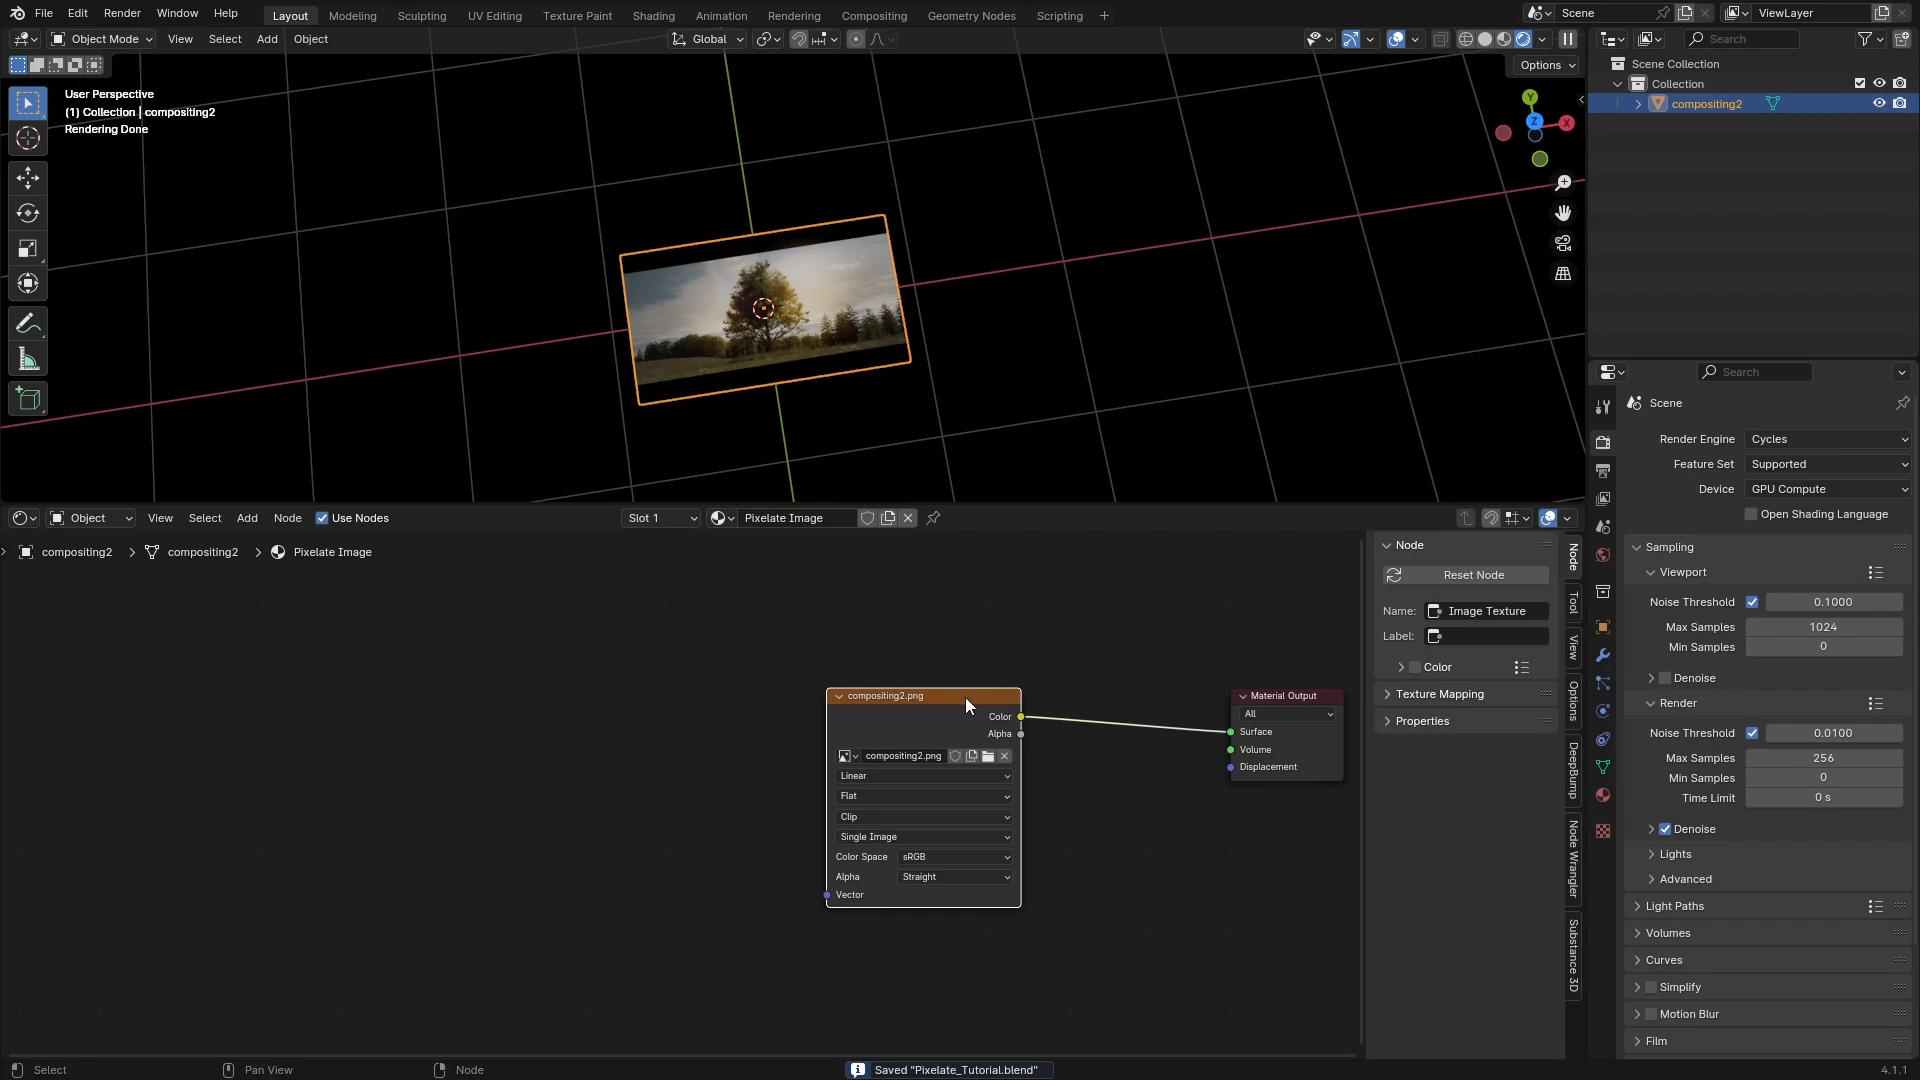 File Edit Render Window Help Layout Modeling Sculpting UV Editing Texture Paint Shading Animation Rendering Compositing Geometry Nodes Scripting + Scene ViewLayer
Object Mode View Select Add Object Global Search
Options
User Perspective
(1) Collection | compositing2
Rendering Done
Y
Z
X
Scene Collection
Collection
compositing2
Search
Scene
Render Engine Cycles
Feature Set Supported
Device GPU Compute
Open Shading Language
Sampling
Viewport
Noise Threshold 0.1000
Max Samples 1024
Min Samples 0
Denoise
Render
Noise Threshold 0.0100
Max Samples 256
Min Samples 0
Time Limit 0 s
Denoise
Lights
Advanced
Light Paths
Volumes
Curves
Simplify
Motion Blur
Film
Object View Select Add Node Use Nodes Slot 1 Pixelate Image
compositing2 compositing2 Pixelate Image
compositing2.png
Color
Alpha
compositing2.png
Linear
Flat
Clip
Single Image
Color Space sRGB
Alpha Straight
Vector
Material Output
All
Surface
Volume
Displacement
Node
Reset Node
Name: Image Texture
Label:
Color
Texture Mapping
Properties
Node
Tool
View
Options
DeepBump
Node Wrangler
Substance 3D
Select Pan View Node Saved "Pixelate_Tutorial.blend" 4.1.1